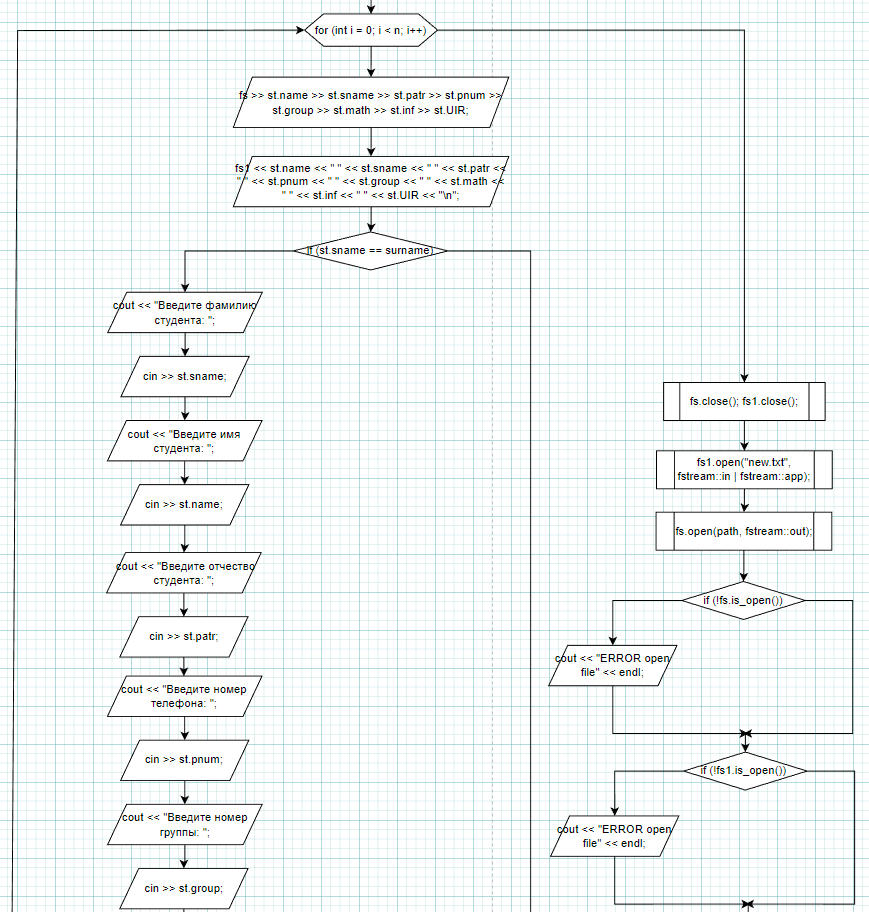 for (int i = 0; i < n; i++)
fs >> st.name >> st.sname >> st.patr >> st.pnum >>
st.group >> st.math >> st.inf >> st.UIR;
fs1 << st.name << " " << st.sname << " " << st.patr <<
" " << st.pnum << " " << st.group << " " << st.math <<
" " << st.inf << " " << st.UIR << "\n";
if (st.sname == surname)
cout << "Введите фамилию
студента: ";
cin >> st.sname;
cout << "Введите имя
студента: ";
cin >> st.name;
cout << "Введите отчество
студента: ";
cin >> st.patr;
cout << "Введите номер
телефона: ";
cin >> st.pnum;
cout << "Введите номер
группы: ";
cin >> st.group;
fs.close(); fs1.close();
fs1.open("new.txt",
fstream::in | fstream::app);
fs.open(path, fstream::out);
if (!fs.is_open())
cout << "ERROR open
file" << endl;
if (!fs1.is_open())
cout << "ERROR open
file" << endl;